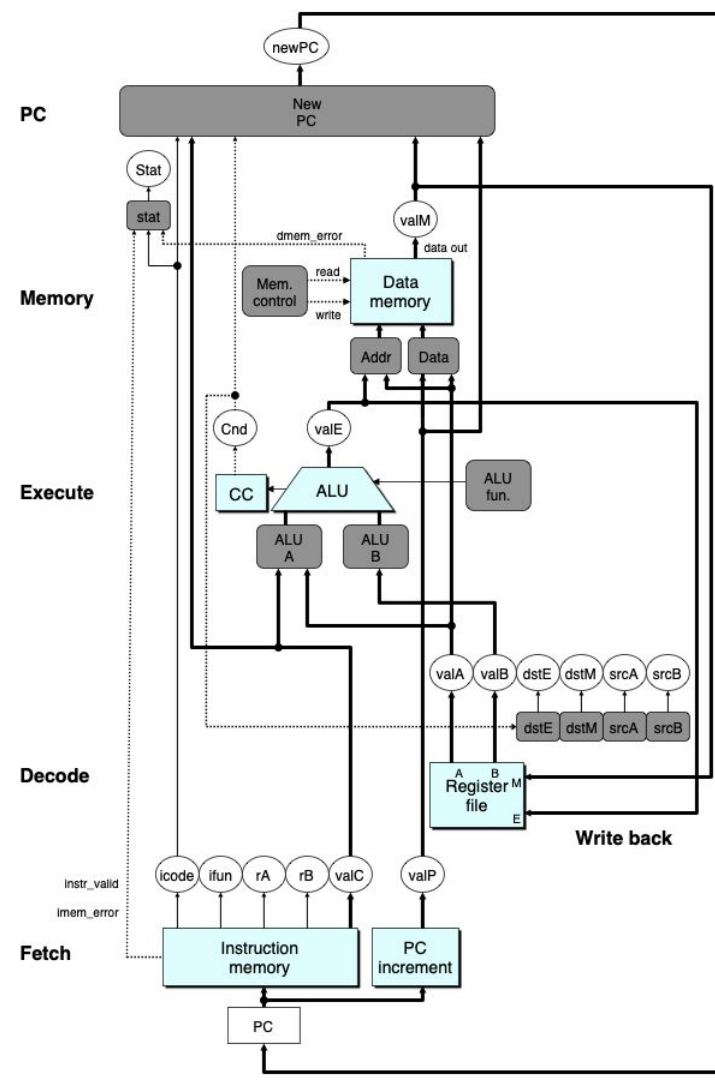 newPC
PC
New
PC
Stat
stat
valM
dmem_error
data out
Memory
Mem.
control
read
write
Data
memory
Addr
Data
Cnd
valE
Execute
CC
ALU
ALU
fun.
ALU
A
ALU
B
valA
valB
dstE
dstM
srcA
srcB
dstE
dstM
srcA
srcB
Decode
A
B
Register
file
M
E
Write back
instr_valid
imem_error
icode
ifun
rA
rB
valC
valP
Fetch
Instruction
memory
PC
increment
PC